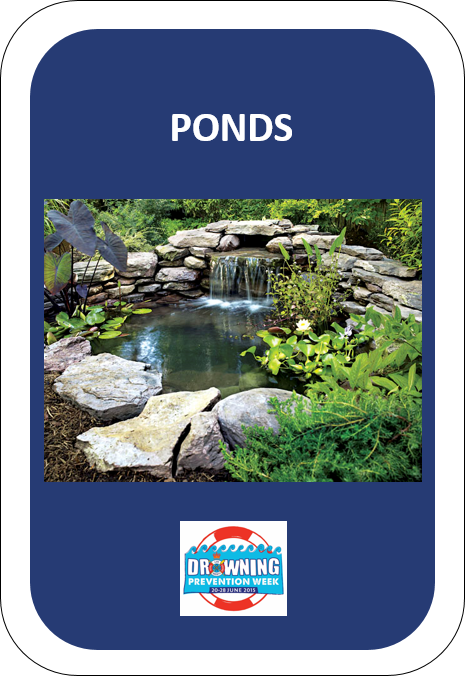 PONDS
DROWNING
PREVENTION WEEK
20-28 JUNE 2015